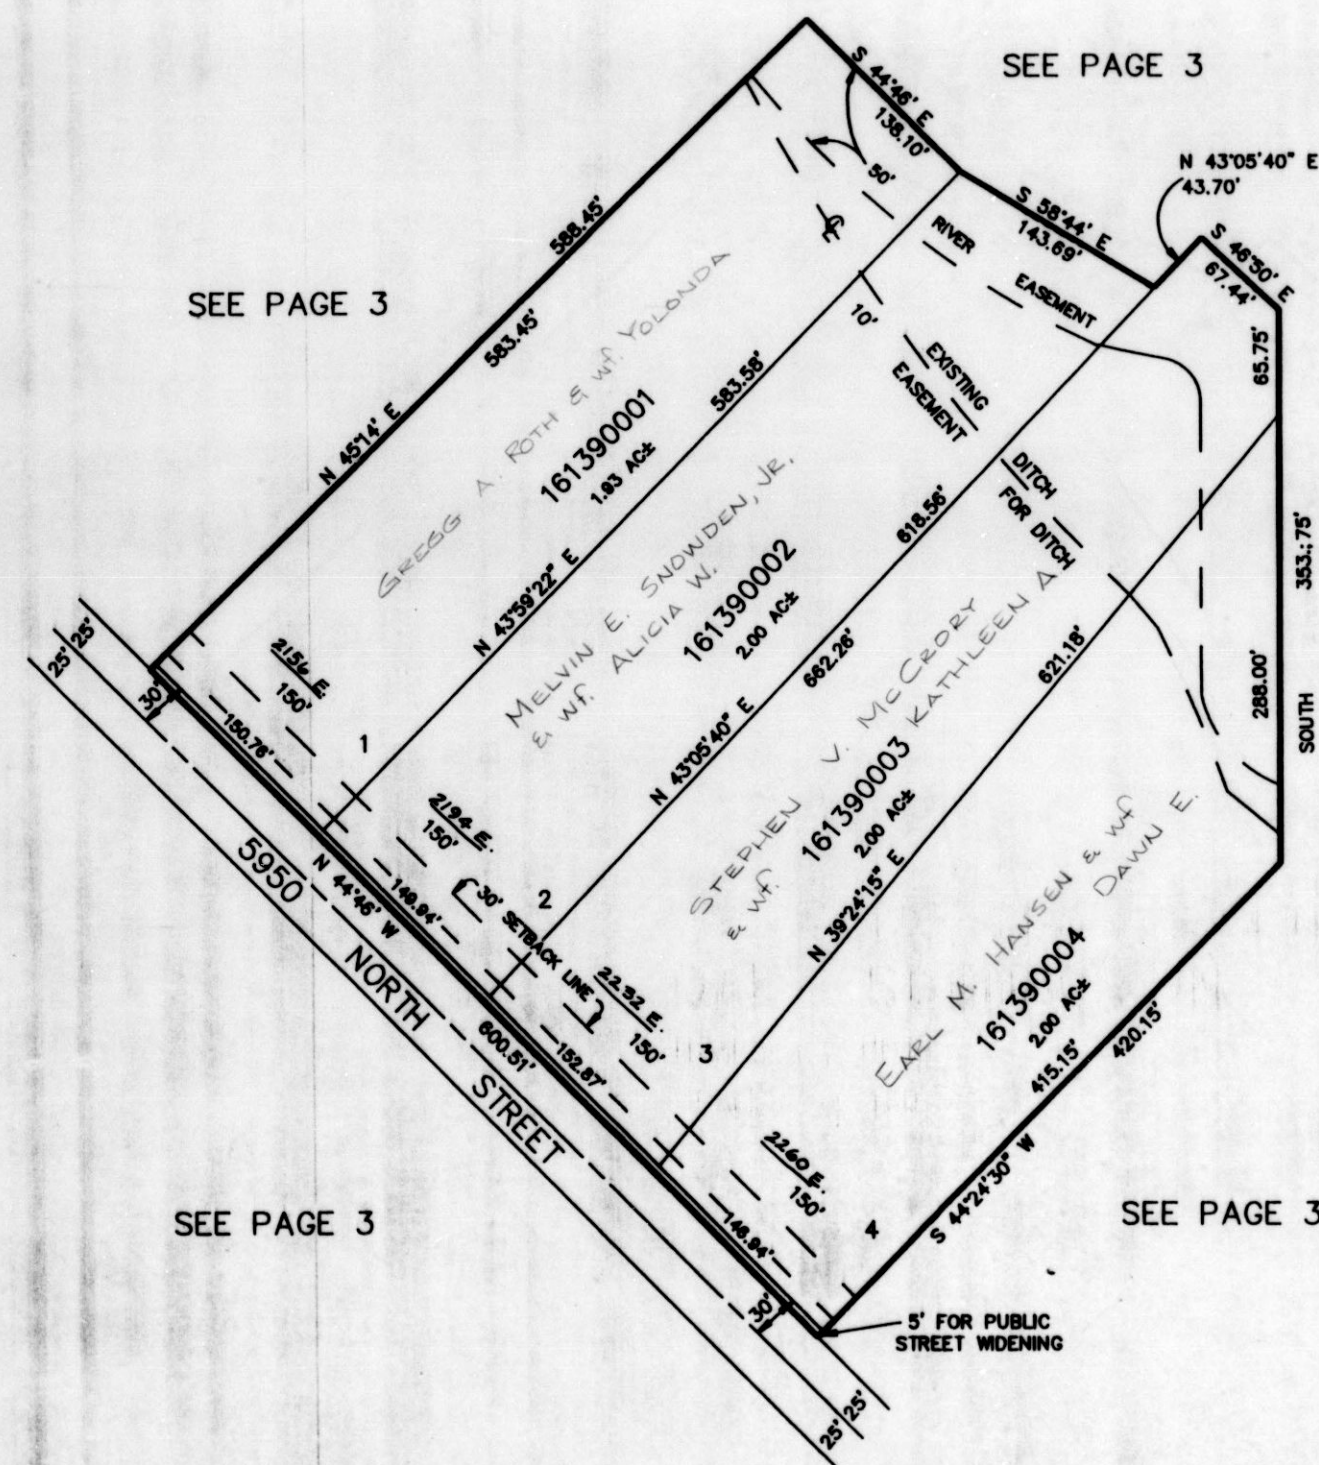 SEE PAGE 3
S 44°46' E
138.10'
N 43°05'40" E
43.70'
S 58°44' E
143.69'
S 46°50' E
67.44'
50'
588.45'
583.45'
N 45°14' E
SEE PAGE 3
RIVER
EASEMENT
65.75'
10'
EXISTING
EASEMENT
DITCH
FOR DITCH
GREGG A. ROTH & wf. YOLONDA
161390001
1.93 AC±
583.58'
N 43°59'22" E
MELVIN E. SNOWDEN, JR.
& wf. ALICIA W.
161390002
2.00 AC±
618.56'
662.26'
N 43°05'40" E
STEPHEN V. McCRORY
& wf. KATHLEEN A.
161390003
2.00 AC±
621.18'
N 39°24'15" E
353.;75'
288.00'
SOUTH
EARL M. HANSEN & wf
DAWN E.
161390004
2.00 AC±
415.15'
420.15'
S 44°24'30" W
25'
25'
30'
2156 E.
150'
150.76'
1
2194 E.
150'
149.94'
2
30' SETBACK LINE
2232 E.
150'
152.87'
3
2260 E.
150'
146.94'
4
N 44°46' W
600.51'
5950 NORTH STREET
30'
5' FOR PUBLIC
STREET WIDENING
25'
25'
SEE PAGE 3
SEE PAGE 3